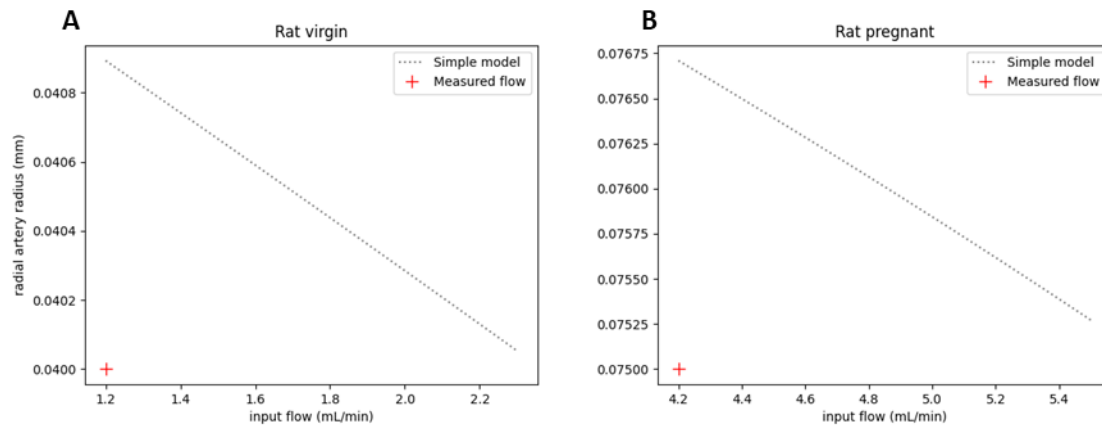 A
Rat virgin
Simple model
Measured flow
0.0408
0.0406
0.0404
0.0402
0.0400
radial artery radius (mm)
1.2 1.4 1.6 1.8 2.0 2.2
input flow (mL/min)
B
Rat pregnant
Simple model
Measured flow
0.07675
0.07650
0.07625
0.07600
0.07575
0.07550
0.07525
0.07500
4.2 4.4 4.6 4.8 5.0 5.2 5.4
input flow (mL/min)